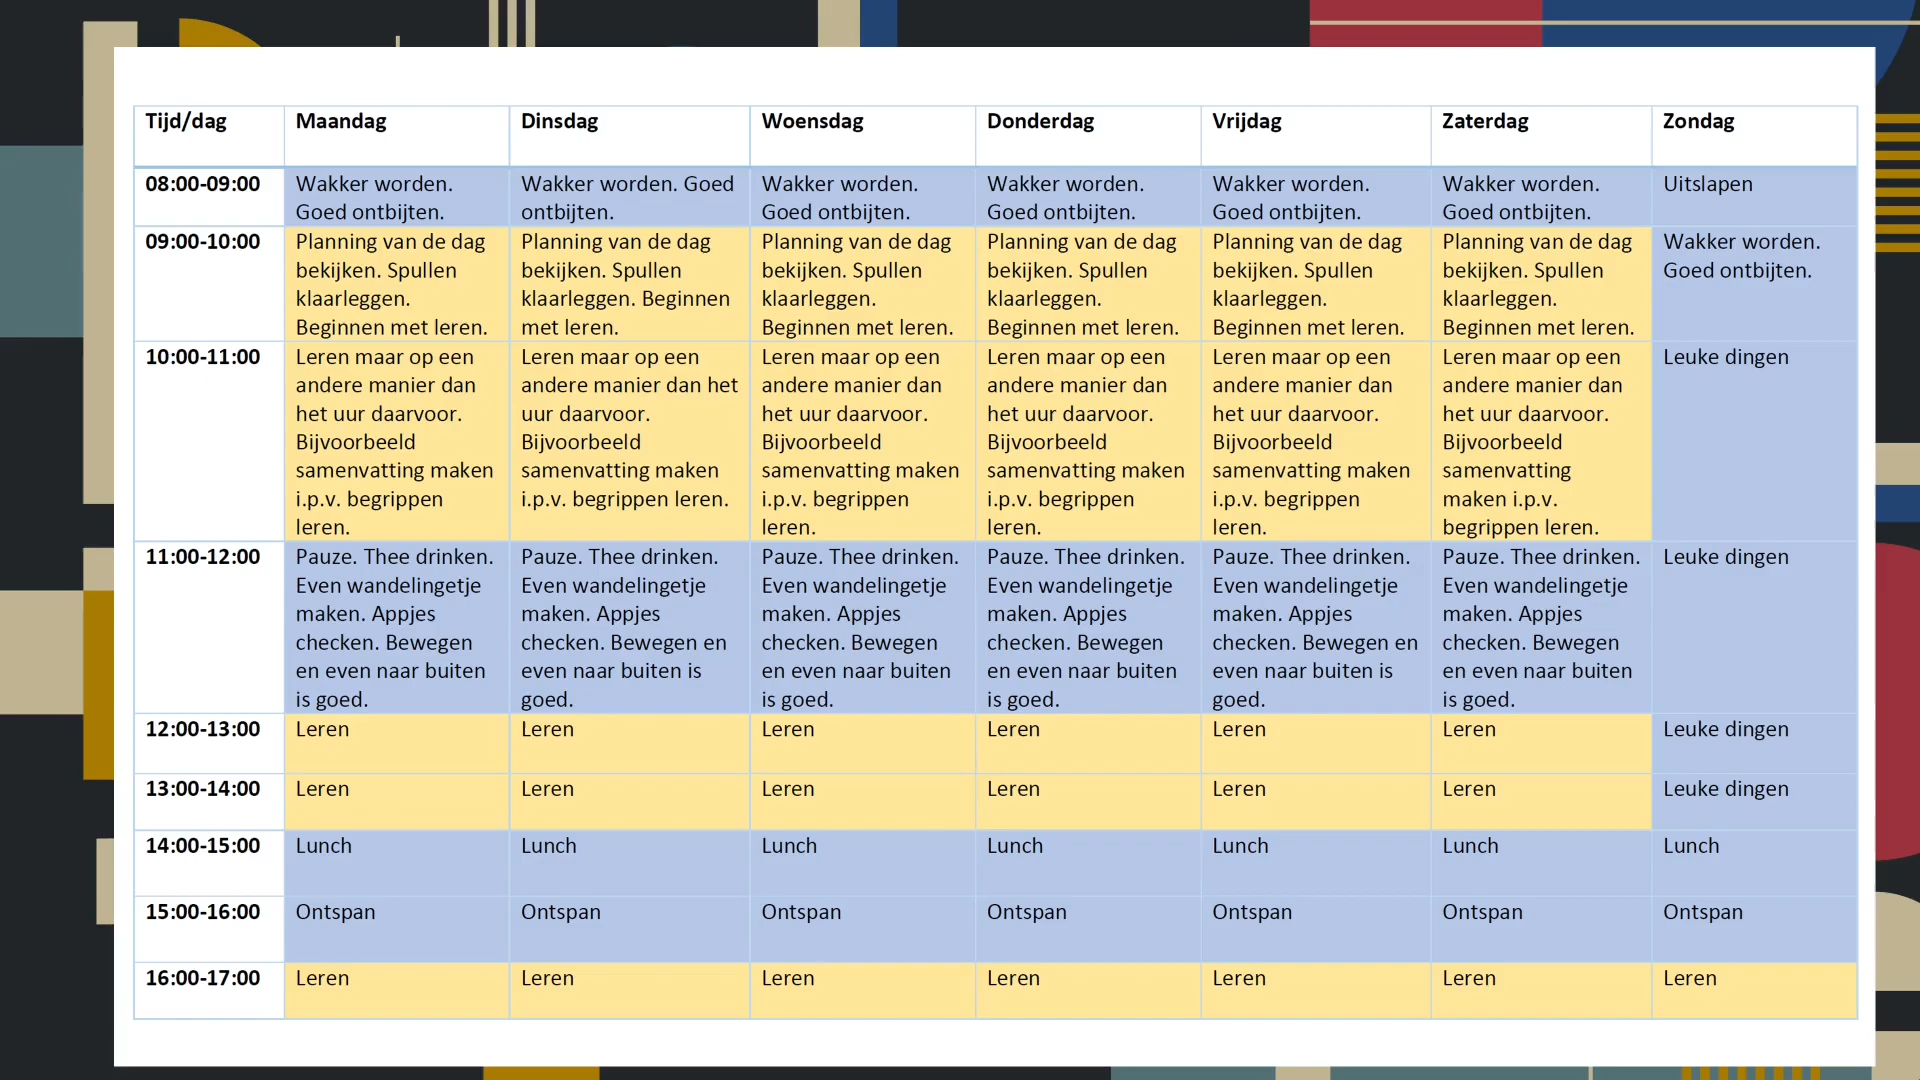 Tijd/dag Maandag Dinsdag Woensdag Donderdag Vrijdag Zaterdag Zondag
08:00-09:00 Wakker worden. Wakker worden. Goed Wakker worden. Wakker worden. Wakker worden. Wakker worden. Uitslapen
Goed ontbijten. ontbijten. Goed ontbijten. Goed ontbijten. Goed ontbijten. Goed ontbijten.
09:00-10:00 Planning van de dag Planning van de dag Planning van de dag Planning van de dag Planning van de dag Planning van de dag Wakker worden.
bekijken. Spullen bekijken. Spullen bekijken. Spullen bekijken. Spullen bekijken. Spullen bekijken. Spullen Goed ontbijten.
klaarleggen. klaarleggen. Beginnen klaarleggen. klaarleggen. klaarleggen. klaarleggen.
Beginnen met leren. met leren. Beginnen met leren. Beginnen met leren. Beginnen met leren. Beginnen met leren.
10:00-11:00 Leren maar op een Leren maar op een Leren maar op een Leren maar op een Leren maar op een Leren maar op een Leuke dingen
andere manier dan andere manier dan het andere manier dan andere manier dan andere manier dan andere manier dan
het uur daarvoor. uur daarvoor. het uur daarvoor. het uur daarvoor. het uur daarvoor. het uur daarvoor.
Bijvoorbeeld Bijvoorbeeld Bijvoorbeeld Bijvoorbeeld Bijvoorbeeld Bijvoorbeeld
samenvatting maken samenvatting maken samenvatting maken samenvatting maken samenvatting maken samenvatting
i.p.v. begrippen i.p.v. begrippen leren. i.p.v. begrippen i.p.v. begrippen i.p.v. begrippen maken i.p.v.
leren. leren. leren. leren. begrippen leren.
11:00-12:00 Pauze. Thee drinken. Pauze. Thee drinken. Pauze. Thee drinken. Pauze. Thee drinken. Pauze. Thee drinken. Pauze. Thee drinken. Leuke dingen
Even wandelingetje Even wandelingetje Even wandelingetje Even wandelingetje Even wandelingetje Even wandelingetje
maken. Appjes maken. Appjes maken. Appjes maken. Appjes maken. Appjes maken. Appjes
checken. Bewegen checken. Bewegen en checken. Bewegen checken. Bewegen checken. Bewegen en checken. Bewegen
en even naar buiten even naar buiten is en even naar buiten en even naar buiten even naar buiten is en even naar buiten
is goed. goed. is goed. is goed. goed. is goed.
12:00-13:00 Leren Leren Leren Leren Leren Leren Leuke dingen
13:00-14:00 Leren Leren Leren Leren Leren Leren Leuke dingen
14:00-15:00 Lunch Lunch Lunch Lunch Lunch Lunch Lunch
15:00-16:00 Ontspan Ontspan Ontspan Ontspan Ontspan Ontspan Ontspan
16:00-17:00 Leren Leren Leren Leren Leren Leren Leren